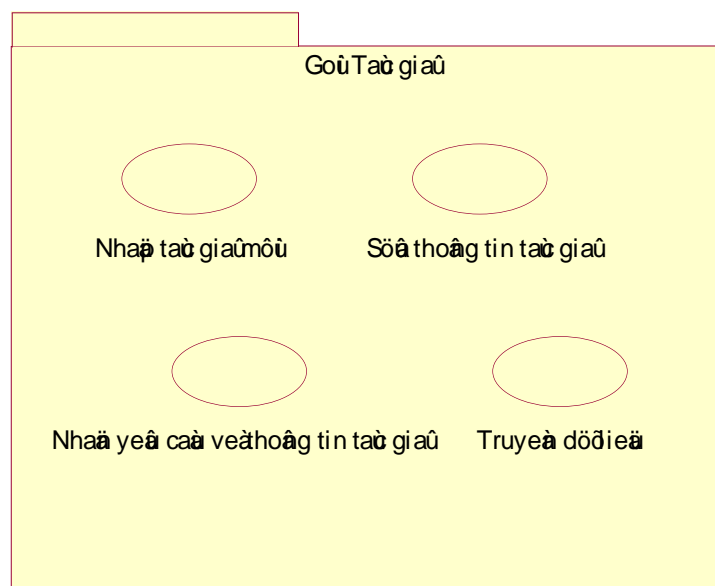 Goùi Taùc giaû
Nhaäp taùc giaû môùi
Söûa thoâng tin taùc giaû
Nhaän yeâu caàu veà thoâng tin taùc giaû
Truyeàn döõ lieäu